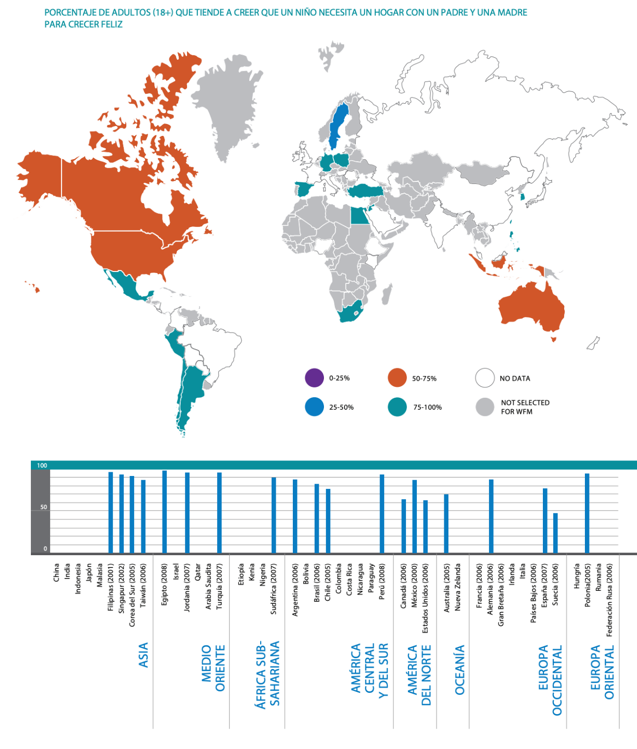 PORCENTAJE DE ADULTOS (18+) QUE TIENDE A CREER QUE UN NIÑO NECESITA UN HOGAR CON UN PADRE Y UNA MADRE
PARA CRECER FELIZ
0-25%
50-75%
NO DATA
25-50%
75-100%
NOT SELECTED
FOR WFM
100
50
0
China
India
Indonesia
Japón
Malasia
Filipinas (2001)
Singapur (2002)
Corea del Sur (2005)
Taiwán (2006)
Egipto (2008)
Israel
Jordania (2007)
Qatar
Arabia Saudita
Turquía (2007)
Etiopía
Kenia
Nigeria
Sudáfrica (2007)
Argentina (2006)
Bolivia
Brasil (2006)
Chile (2005)
Colombia
Costa Rica
Nicaragua
Paraguay
Perú (2008)
Canadá (2006)
México (2000)
Estados Unidos (2006)
Australia (2005)
Nueva Zelanda
Francia (2006)
Alemania (2006)
Gran Bretaña (2006)
Irlanda
Italia
Países Bajos (2006)
España (2007)
Suecia (2006)
Hungría
Polonia(2005)
Rumania
Federación Rusa (2006)
ASIA
MEDIO
ORIENTE
ÁFRICA SUB-
SAHARIANA
AMÉRICA
CENTRAL
Y DEL SUR
AMÉRICA
DEL NORTE
OCEANÍA
EUROPA
OCCIDENTAL
EUROPA
ORIENTAL